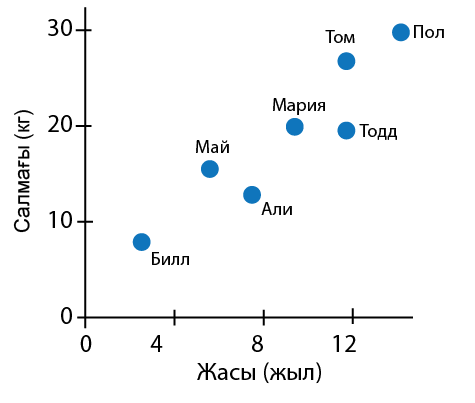 30
Пол
Том
Мария
20
Тодд
Май
Али
10
Билл
0
0 4 8 12
Салмағы (кг)
Жасы (жыл)